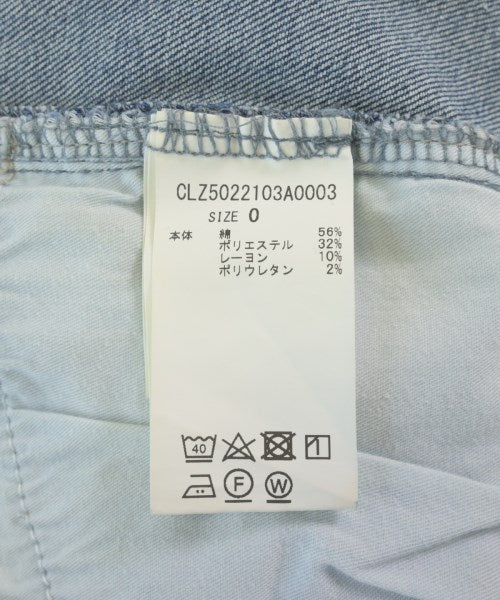 CLZ5022103A0003
SIZE 0
本体 綿 56%
ポリエステル 32%
レーヨン 10%
ポリウレタン 2%
40
F W